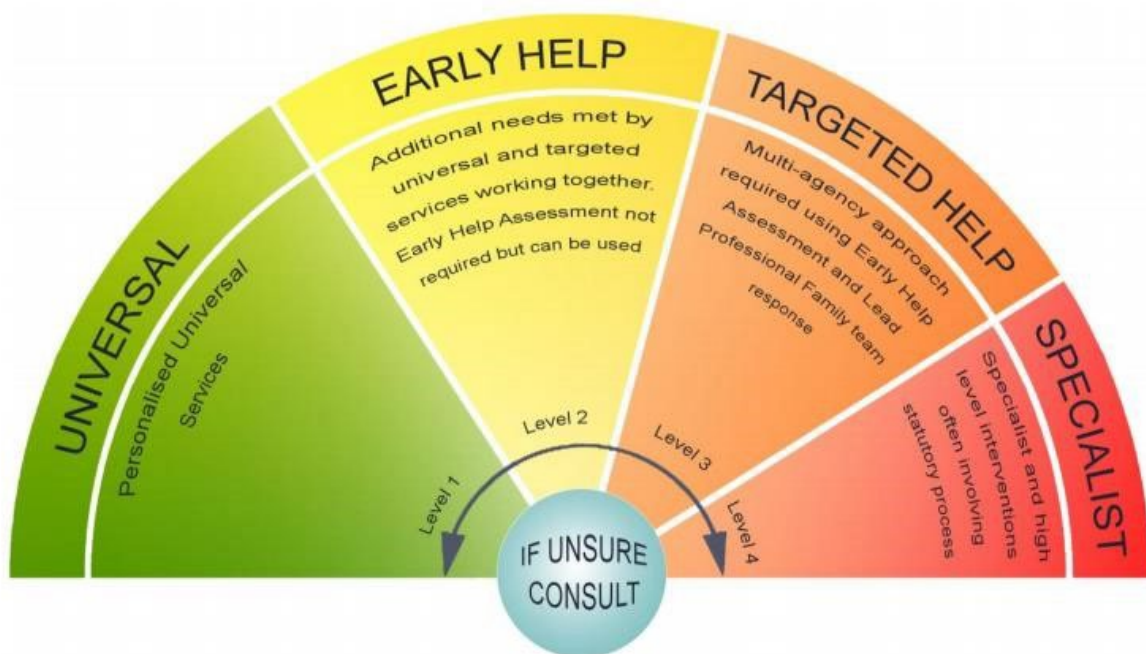 UNIVERSAL
Personalised Universal
Services
Level 1
EARLY HELP
Additional needs met by
universal and targeted
services working together.
Early Help Assessment not
required but can be used
Level 2
TARGETED HELP
Multi-agency approach
required using Early Help
Assessment and Lead
Professional Family team
response
Level 3
SPECIALIST
Specialist and high
level interventions
often involving
statutory process
Level 4
IF UNSURE
CONSULT